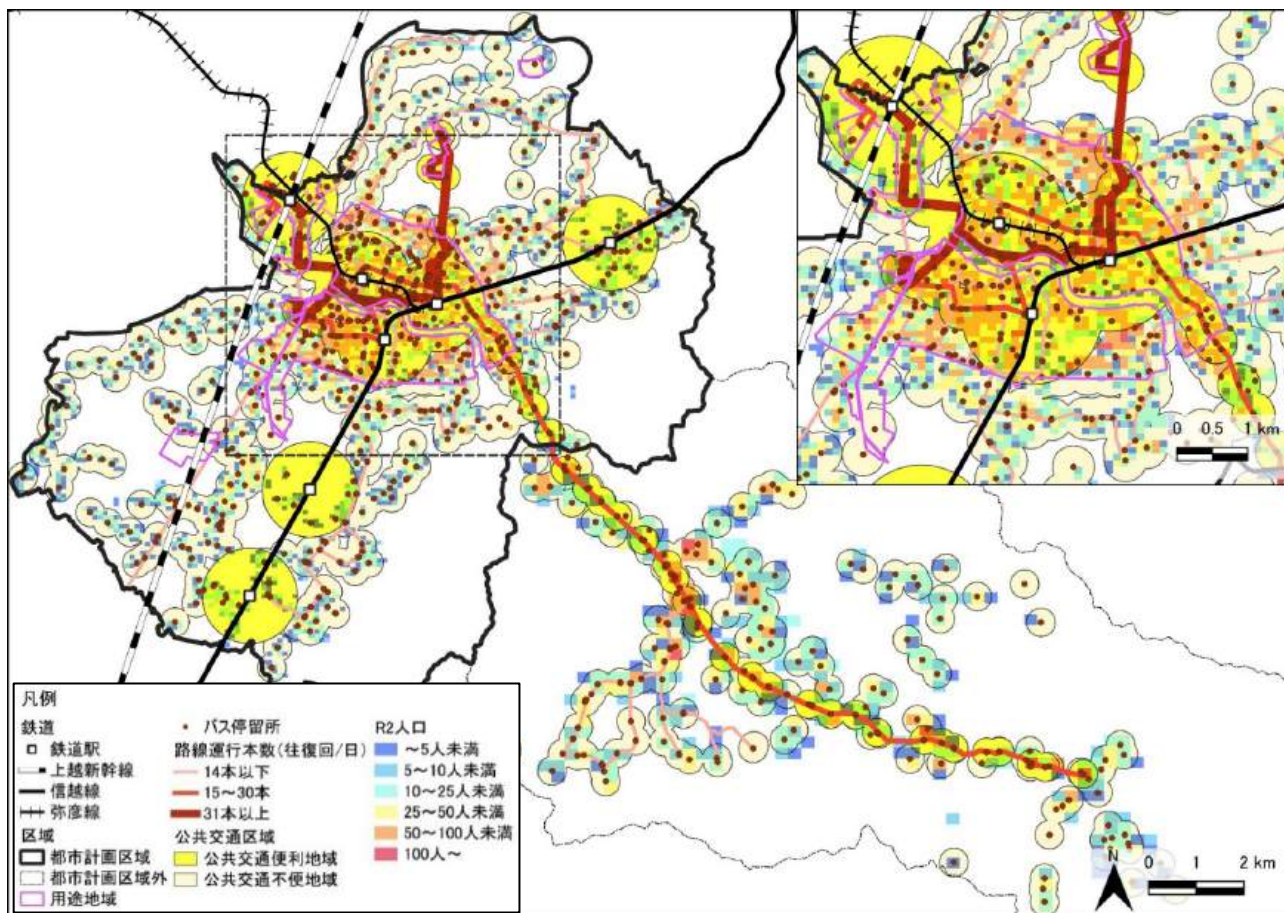 0 0.5 1 km
凡例
鉄道
鉄道駅
上越新幹線
信越線
弥彦線
区域
都市計画区域
都市計画区域外
用途地域
バス停留所
路線運行本数(往復回/日)
14本以下
15~30本
31本以上
公共交通区域
公共交通便利地域
公共交通不便地域
R2人口
~5人未満
5~10人未満
10~25人未満
25~50人未満
50~100人未満
100人~
N
0 1 2 km